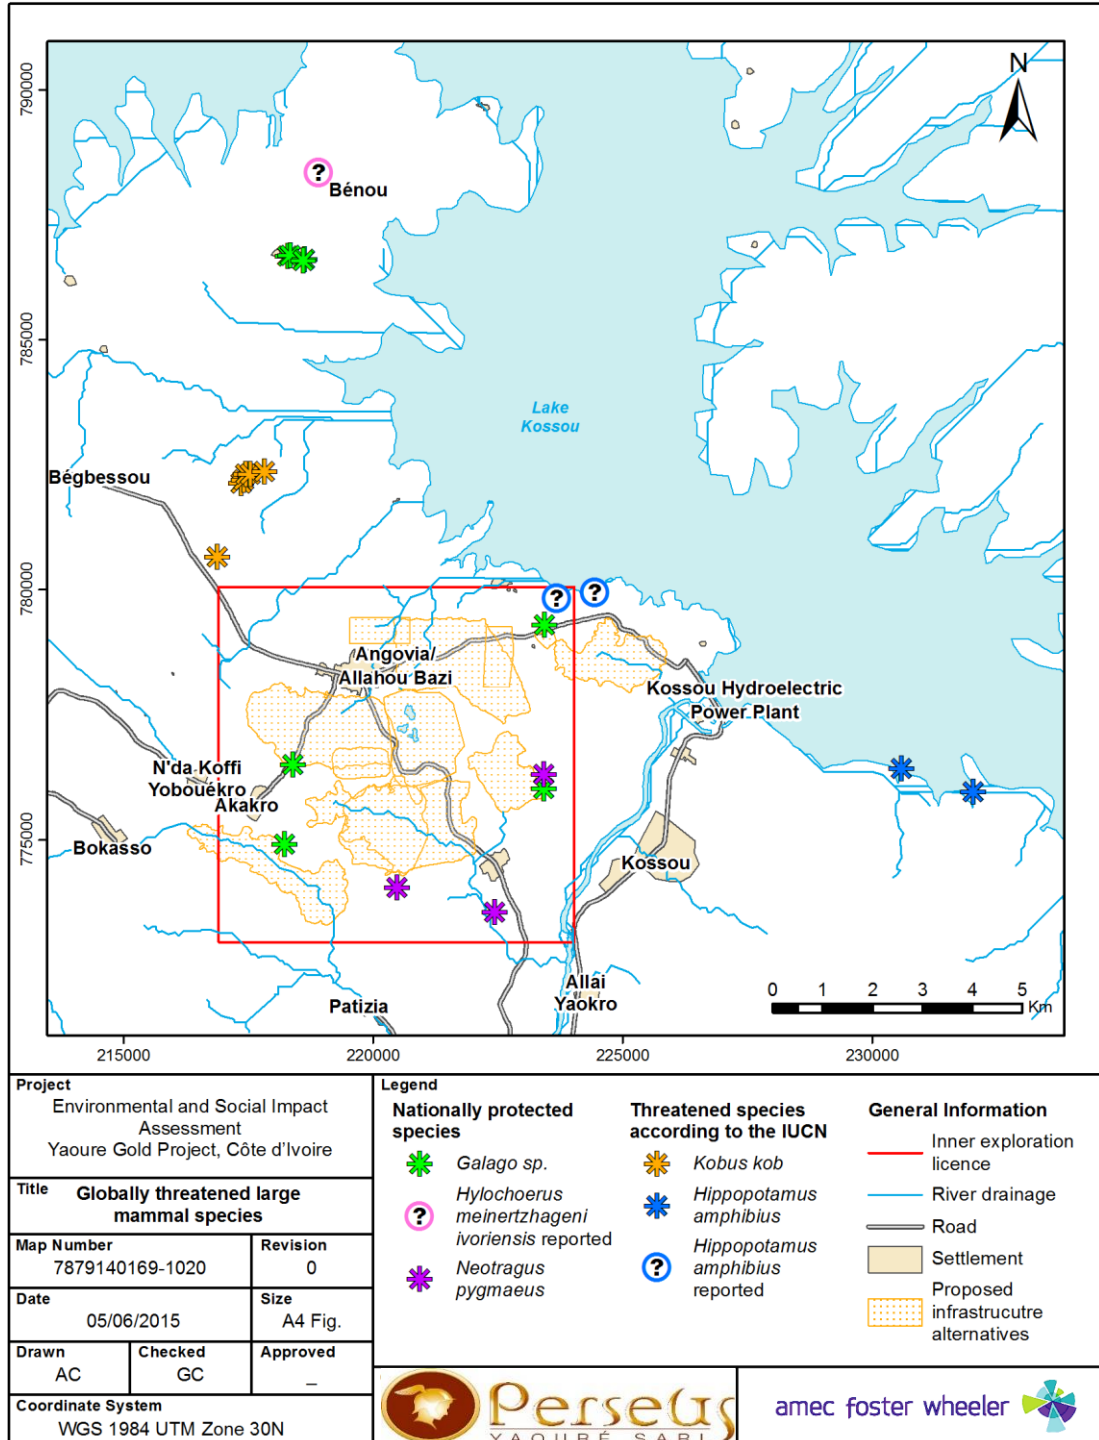 790000
785000
780000
775000
N
?
Bénou
Lake
Kossou
Bégbessou
?
?
Angovia/
Allahou Bazi
Kossou Hydroelectric
Power Plant
N'da Koffi
Yobouékro
Akakro
Bokasso
Kossou
Allai
Yaokro
Patizia
0 1 2 3 4 5
Km
215000 220000 225000 230000
Project
Environmental and Social Impact
Assessment
Yaoure Gold Project, Côte d'Ivoire
Title Globally threatened large
mammal species
Map Number
7879140169-1020
Revision
0
Date
05/06/2015
Size
A4 Fig.
Drawn
AC
Checked
GC
Approved
_
Coordinate System
WGS 1984 UTM Zone 30N
Legend
Nationally protected
species
Galago sp.
?
Hylochoerus
meinertzhageni
ivoriensis reported
Neotragus
pygmaeus
Threatened species
according to the IUCN
Kobus kob
Hippopotamus
amphibius
?
Hippopotamus
amphibius
reported
General Information
Inner exploration
licence
River drainage
Road
Settlement
Proposed
infrastrucutre
alternatives
Perseus
YAOURÉ SARL
amec foster wheeler